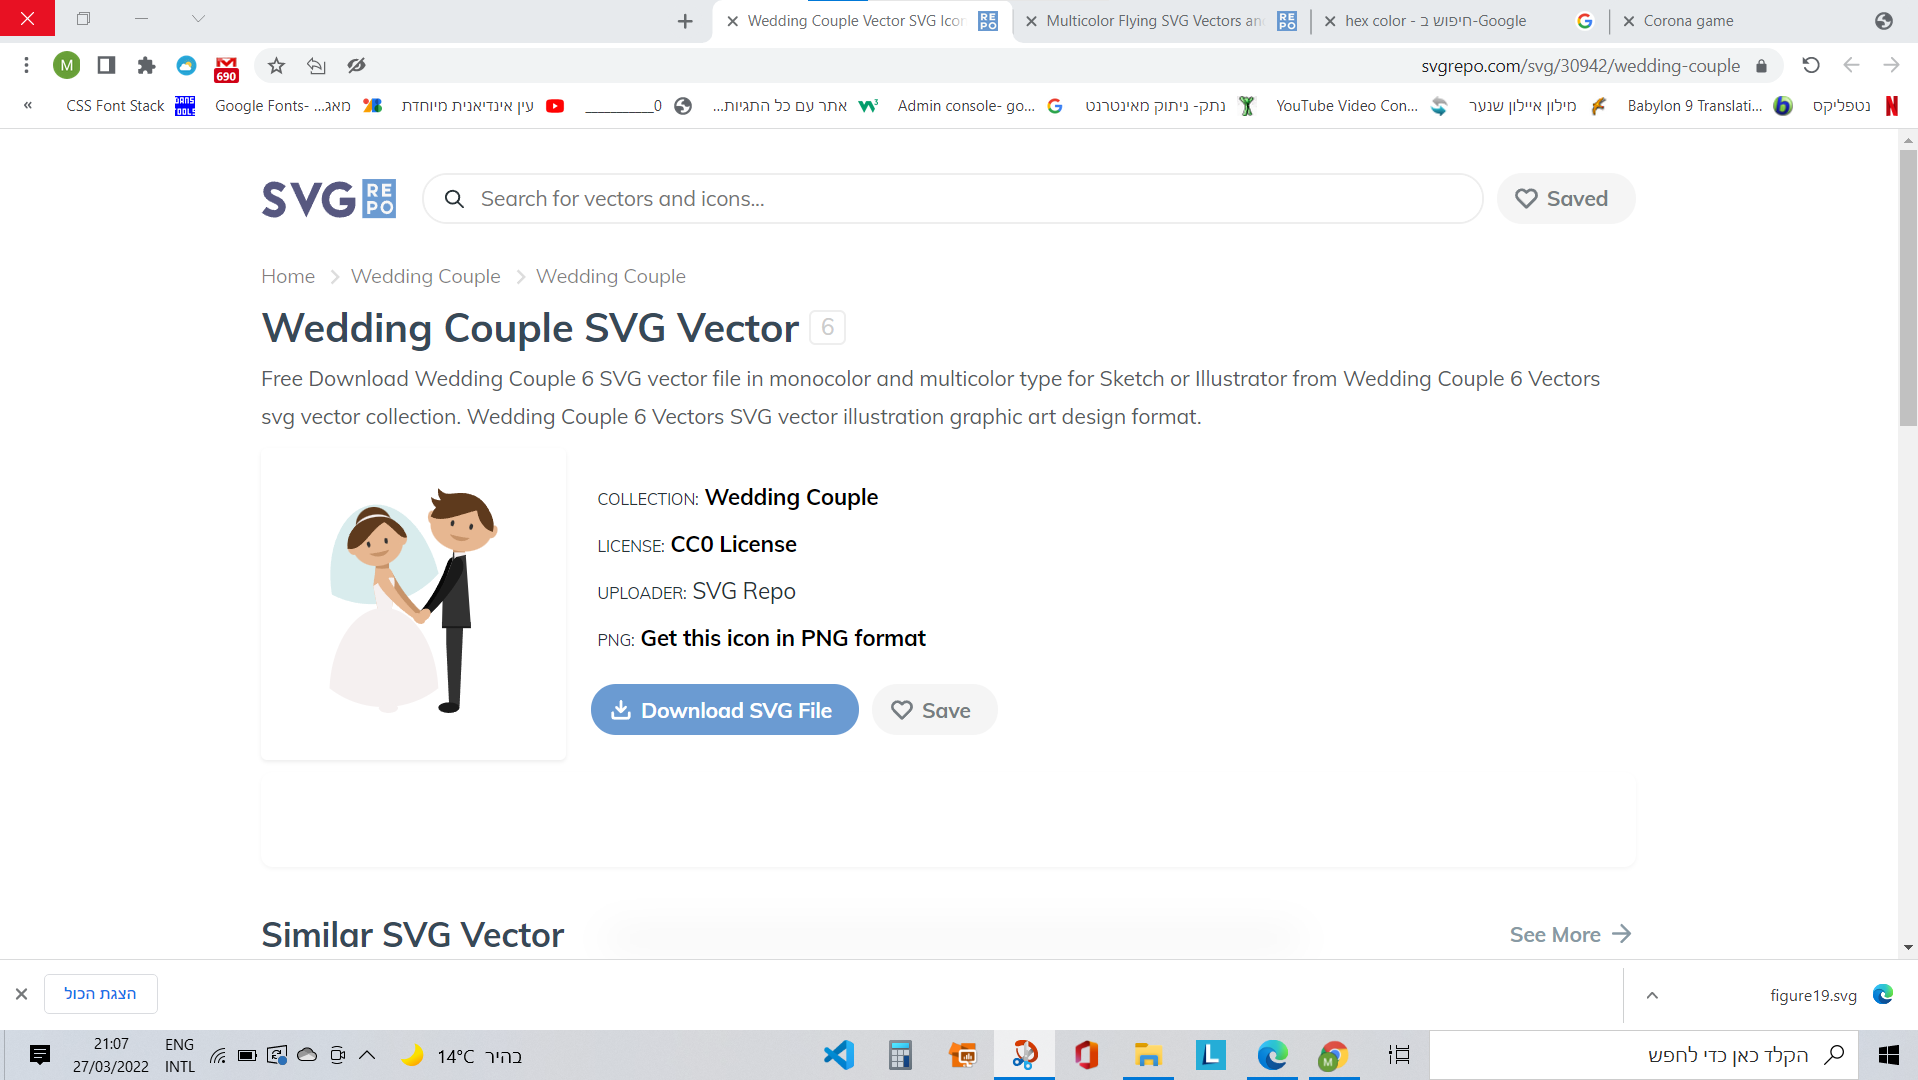 Wedding Couple Vector SVG Icon
Multicolor Flying SVG Vectors an
hex color - חיפוש ב-Google
Corona game
M
690
svgrepo.com/svg/30942/wedding-couple
«
CSS Font Stack
Google Fonts- מאג...
עין אינדיאנית מיוחדת
___________0
אתר עם כל התגיות...
Admin console- go...
נתק- ניתוק מאינטרנט
YouTube Video Con...
מילון איילון שנער
Babylon 9 Translati...
נטפליקס
SVG REPO
Search for vectors and icons...
Saved
Home > Wedding Couple > Wedding Couple
Wedding Couple SVG Vector 6
Free Download Wedding Couple 6 SVG vector file in monocolor and multicolor type for Sketch or Illustrator from Wedding Couple 6 Vectors
svg vector collection. Wedding Couple 6 Vectors SVG vector illustration graphic art design format.
COLLECTION: Wedding Couple
LICENSE: CC0 License
UPLOADER: SVG Repo
PNG: Get this icon in PNG format
Download SVG File
Save
Similar SVG Vector
See More
הצגת הכול
figure19.svg
21:07
27/03/2022
ENG
INTL
14°C בהיר
הקלד כאן כדי לחפש